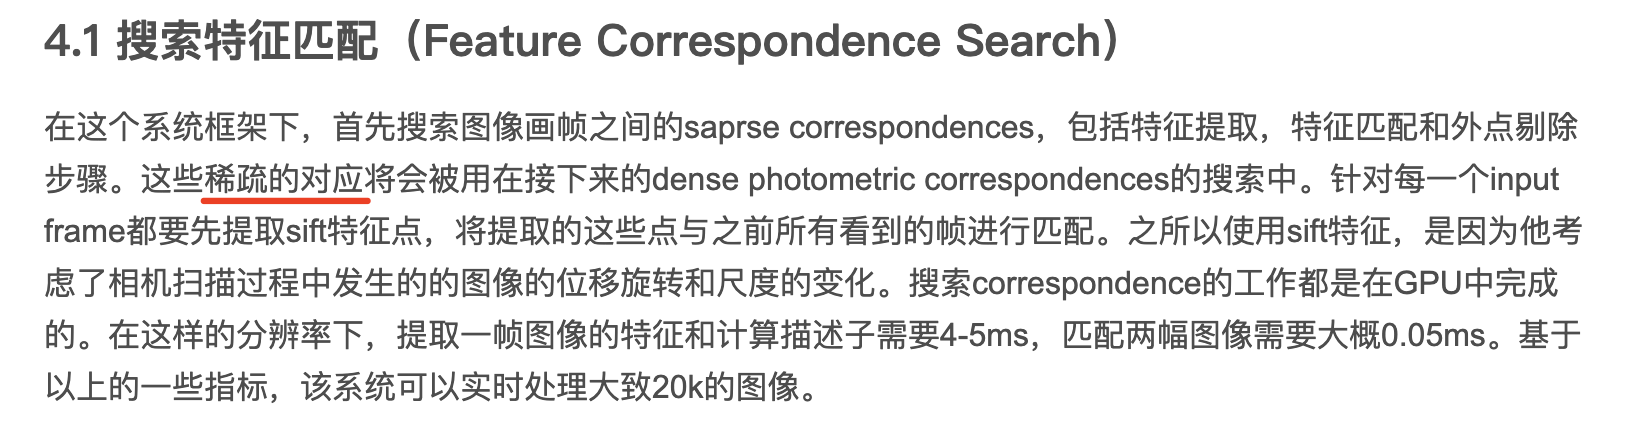 4.1 搜索特征匹配（Feature Correspondence Search）
在这个系统框架下，首先搜索图像画帧之间的saprse correspondences，包括特征提取，特征匹配和外点剔除
步骤。这些稀疏的对应将会被用在接下来的dense photometric correspondences的搜索中。针对每一个input
frame都要先提取sift特征点，将提取的这些点与之前所有看到的帧进行匹配。之所以使用sift特征，是因为他考
虑了相机扫描过程中发生的的图像的位移旋转和尺度的变化。搜索correspondence的工作都是在GPU中完成
的。在这样的分辨率下，提取一帧图像的特征和计算描述子需要4-5ms，匹配两幅图像需要大概0.05ms。基于
以上的一些指标，该系统可以实时处理大致20k的图像。